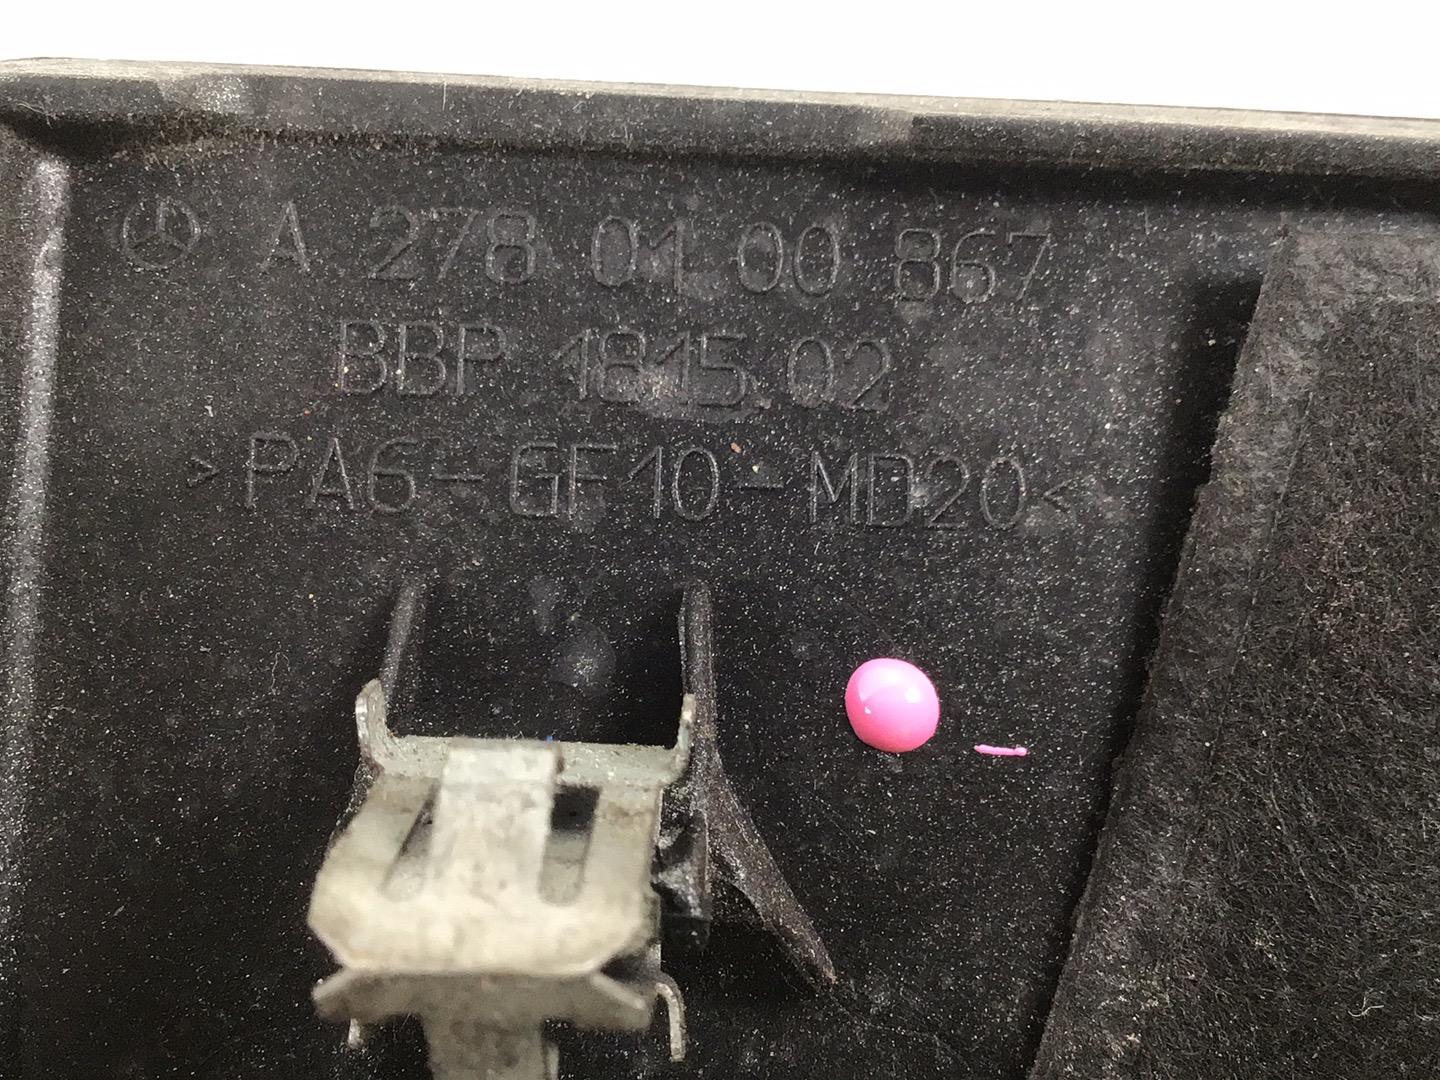 A 278 01 00 867
BBP 1815 02
>PA6-GF10-MD20<